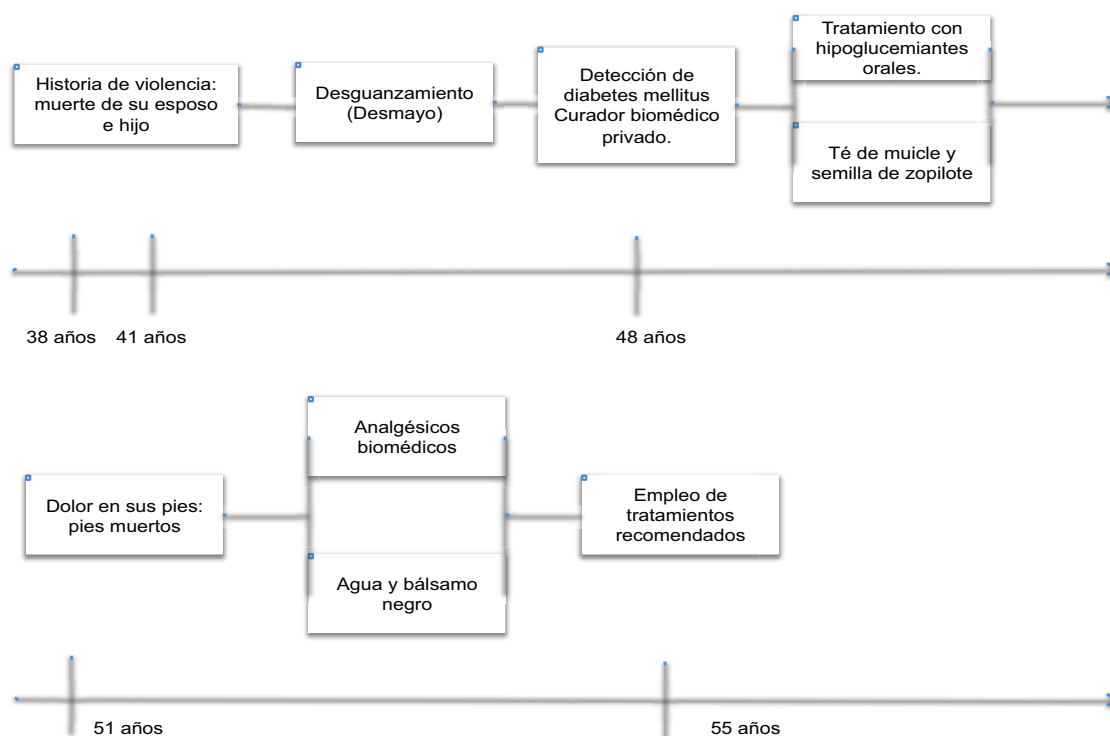 Historia de violencia:
muerte de su esposo
e hijo
Desguanzamiento
(Desmayo)
Detección de
diabetes mellitus
Curador biomédico
privado.
Tratamiento con
hipoglucemiantes
orales.
Té de muicle y
semilla de zopilote
38 años
41 años
48 años
Dolor en sus pies:
pies muertos
Analgésicos
biomédicos
Agua y bálsamo
negro
Empleo de
tratamientos
recomendados
51 años
55 años